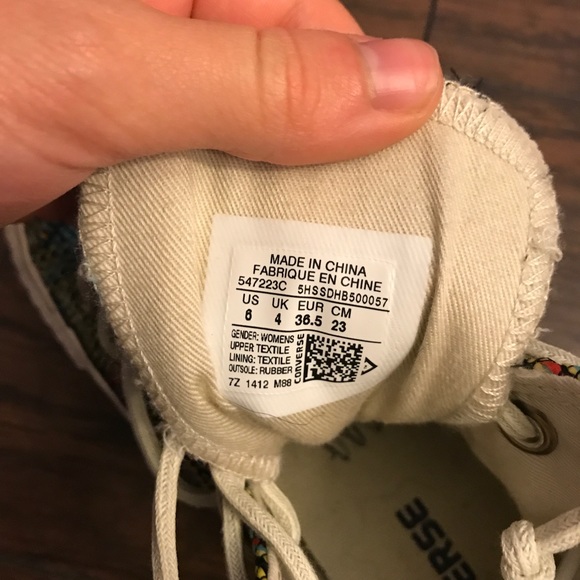 MADE IN CHINA
FABRIQUE EN CHINE
547223C 5HSSDHB500057
US UK EUR CM
6 4 36.5 23
GENDER: WOMENS
UPPER TEXTILE
LINING: TEXTILE
OUTSOLE: RUBBER
CONVERSE
7Z 1412 M88
ERSE